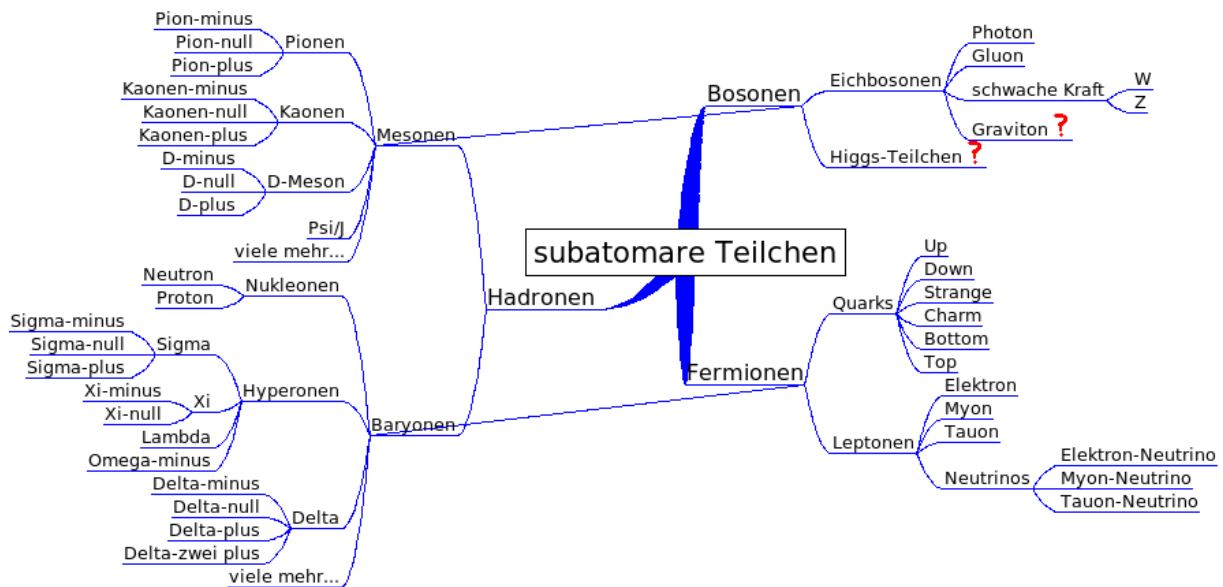 subatomare Teilchen
Bosonen
Eichbosonen
Photon
Gluon
schwache Kraft
W
Z
Graviton ?
Higgs-Teilchen ?
Fermionen
Quarks
Up
Down
Strange
Charm
Bottom
Top
Leptonen
Elektron
Myon
Tauon
Neutrinos
Elektron-Neutrino
Myon-Neutrino
Tauon-Neutrino
Hadronen
Mesonen
Pionen
Pion-minus
Pion-null
Pion-plus
Kaonen
Kaonen-minus
Kaonen-null
Kaonen-plus
D-Meson
D-minus
D-null
D-plus
Psi/J
viele mehr...
Baryonen
Nukleonen
Neutron
Proton
Hyperonen
Sigma
Sigma-minus
Sigma-null
Sigma-plus
Xi
Xi-minus
Xi-null
Lambda
Omega-minus
Delta
Delta-minus
Delta-null
Delta-plus
Delta-zwei plus
viele mehr...